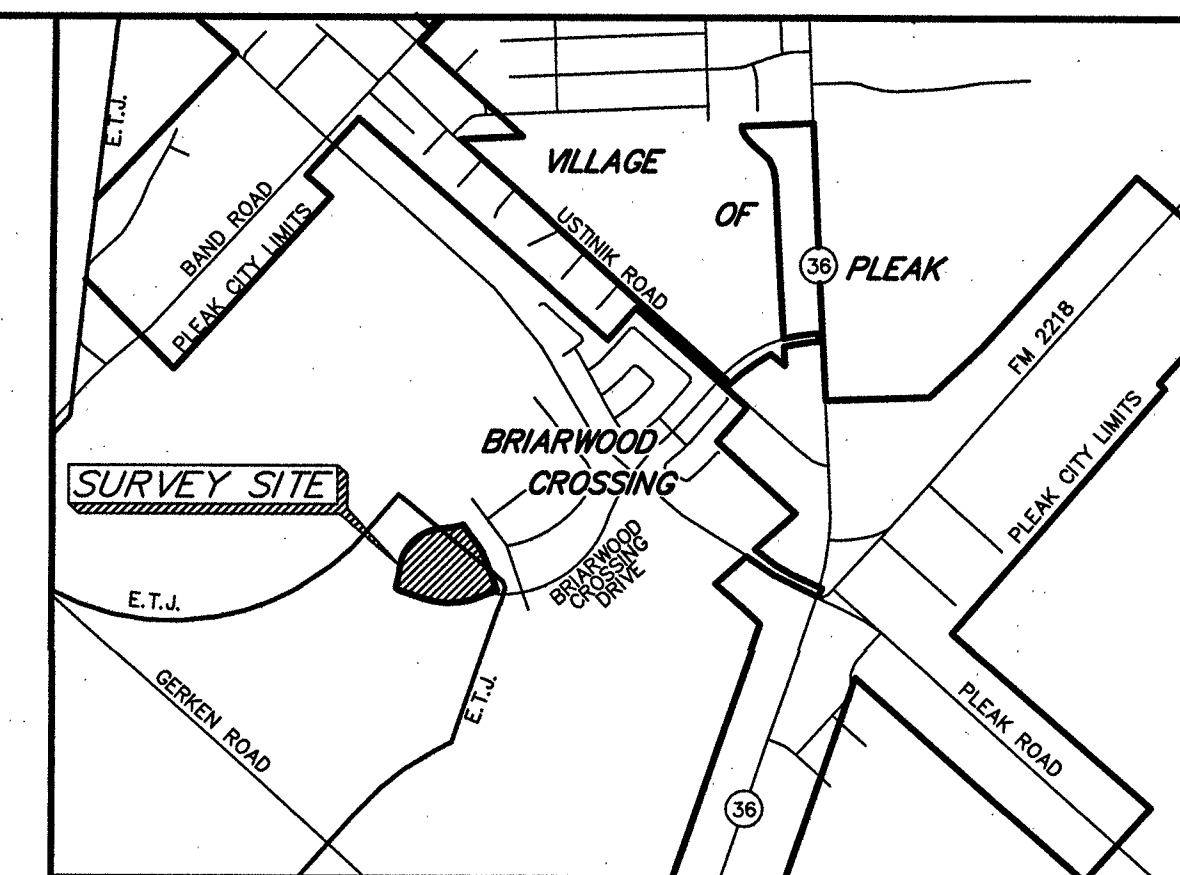 E.T.J.
VILLAGE
OF
36 PLEAK
BAND ROAD
PLEAK CITY LIMITS
USTINIK ROAD
FM 2218
PLEAK CITY LIMITS
BRIARWOOD
CROSSING
SURVEY SITE
BRIARWOOD
CROSSING
DRIVE
E.T.J.
GERKEN ROAD
E.T.J.
PLEAK ROAD
36